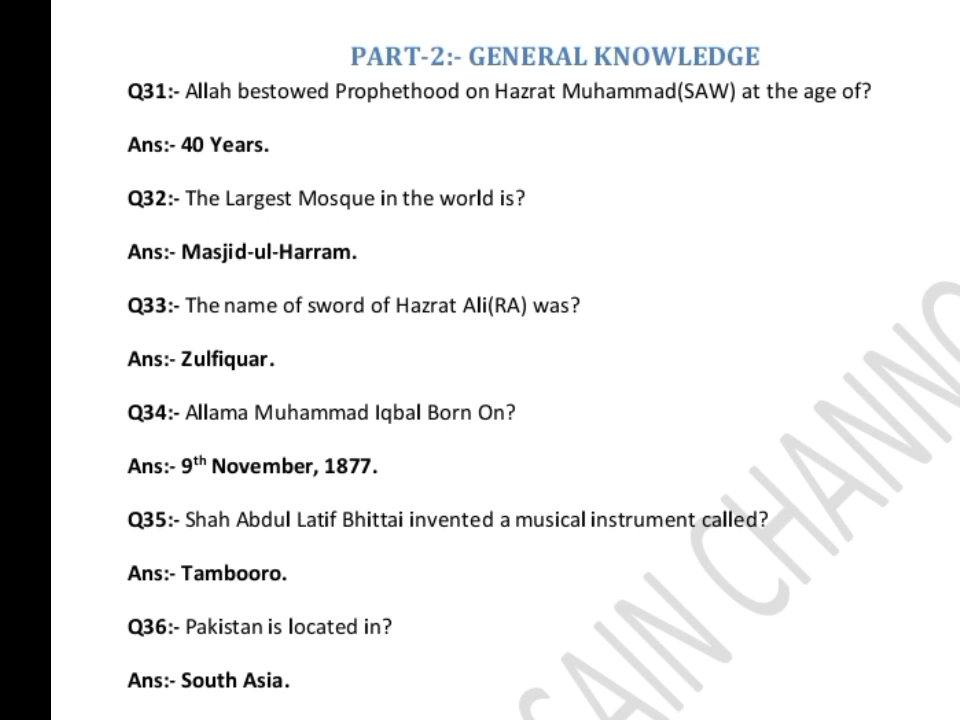 PART-2:- GENERAL KNOWLEDGE
Q31:- Allah bestowed Prophethood on Hazrat Muhammad(SAW) at the age of?
Ans:- 40 Years.
Q32:- The Largest Mosque in the world is?
Ans:- Masjid-ul-Harram.
Q33:- The name of sword of Hazrat Ali(RA) was?
Ans:- Zulfiquar.
Q34:- Allama Muhammad Iqbal Born On?
Ans:- 9th November, 1877.
Q35:- Shah Abdul Latif Bhittai invented a musical instrument called?
Ans:- Tambooro.
Q36:- Pakistan is located in?
Ans:- South Asia.